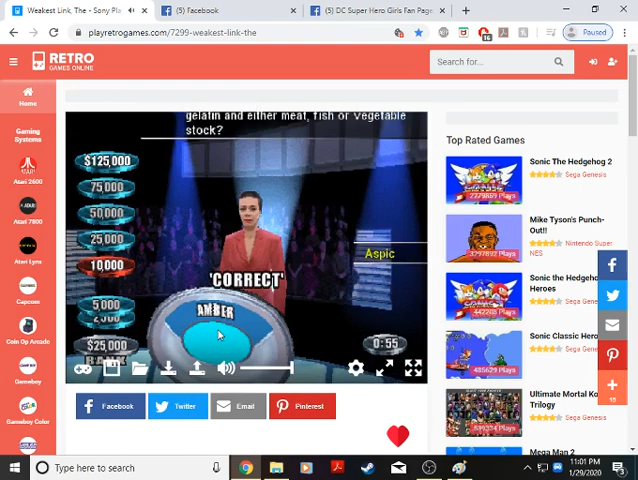 Weakest Link, The - Sony Pla
(5) Facebook
(5) DC Super Hero Girls Fan Page
playretrogames.com/7299-weakest-link-the
Paused
RETRO
GAMES ONLINE
Search for...
Home
Gaming
Systems
Atari 2600
Atari 7800
Atari Lynx
Capcom
Coin Op Arcade
Gameboy
Gameboy Color
gelatin and either meat, fish or vegetable
stock?
$125,000
75,000
50,000
25,000
10,000
5,000
$25,000
BANK
Aspic
'CORRECT'
AMBER
0:55
Facebook
Twitter
Email
Pinterest
Top Rated Games
Sonic The Hedgehog 2
Sega Genesis
Mike Tyson's Punch-
Out!!
Nintendo Super
NES
Sonic the Hedgeh
Heroes
Sega Genesis
Sonic Classic Hero
Sega Genesis
485629 Plays
Ultimate Mortal Ko
Trilogy
Sega Genesis
Mega Man 2
Type here to search
11:01 PM
1/29/2020